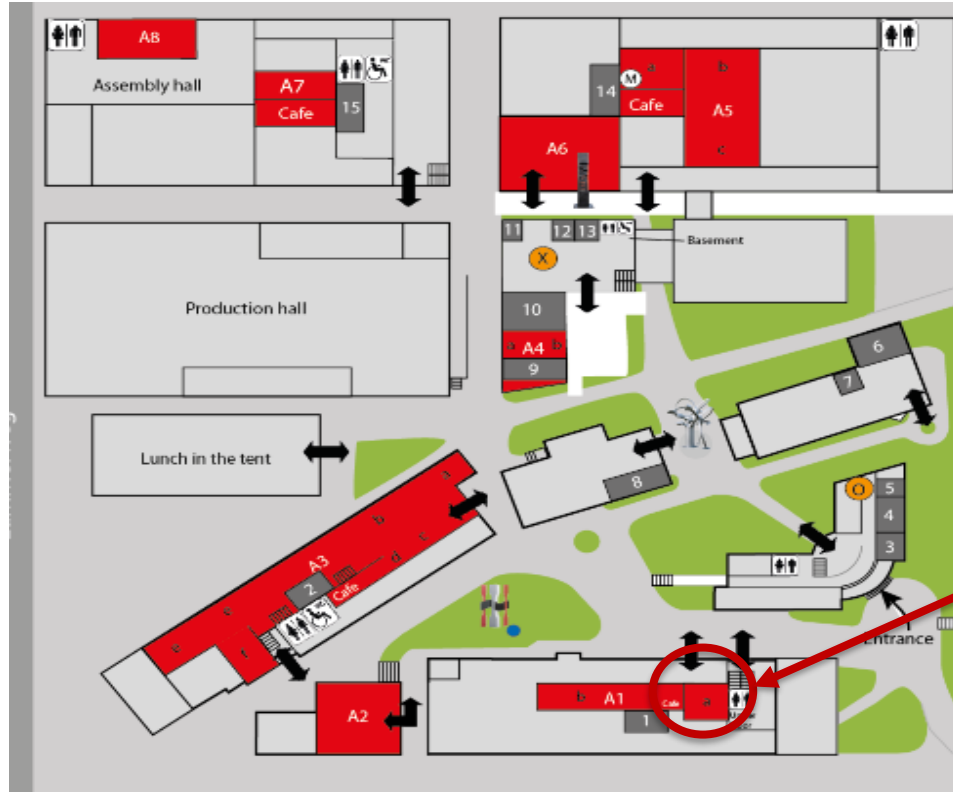 A8
Assembly hall
A7
Cafe
15
a
b
M
14
Cafe
A5
c
A6
11
12
13
Basement
X
10
a A4 b
9
Production hall
6
7
Lunch in the tent
8
O
5
4
3
a
b
c
A3
d
2
Cafe
e
f
Entrance
A2
b A1
Cafe
a
1